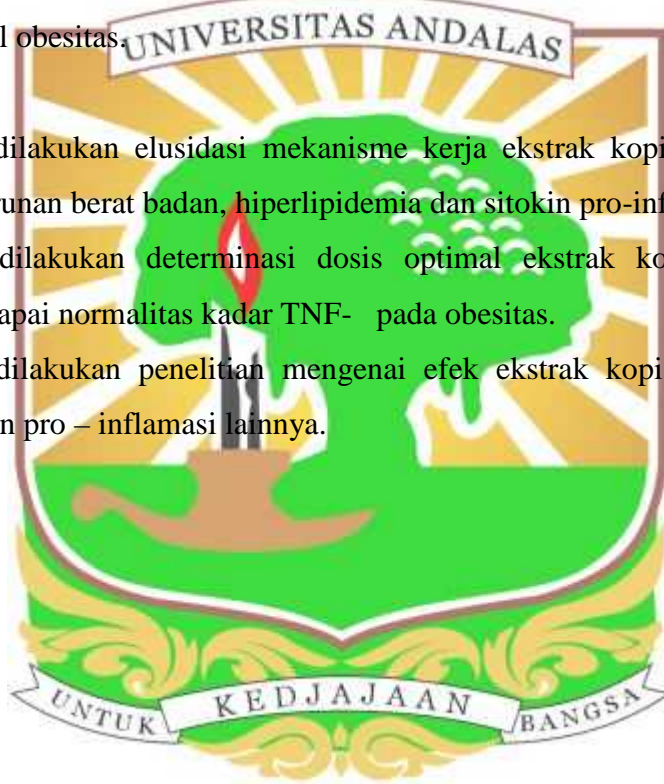 l obesitas.
UNIVERSITAS ANDALAS
dilakukan elusidasi mekanisme kerja ekstrak kopi
unan berat badan, hiperlipidemia dan sitokin pro-inf
dilakukan determinasi dosis optimal ekstrak ko
apai normalitas kadar TNF- pada obesitas.
dilakukan penelitian mengenai efek ekstrak kopi
n pro – inflamasi lainnya.
UNTUK KEDJAJAAN BANGSA